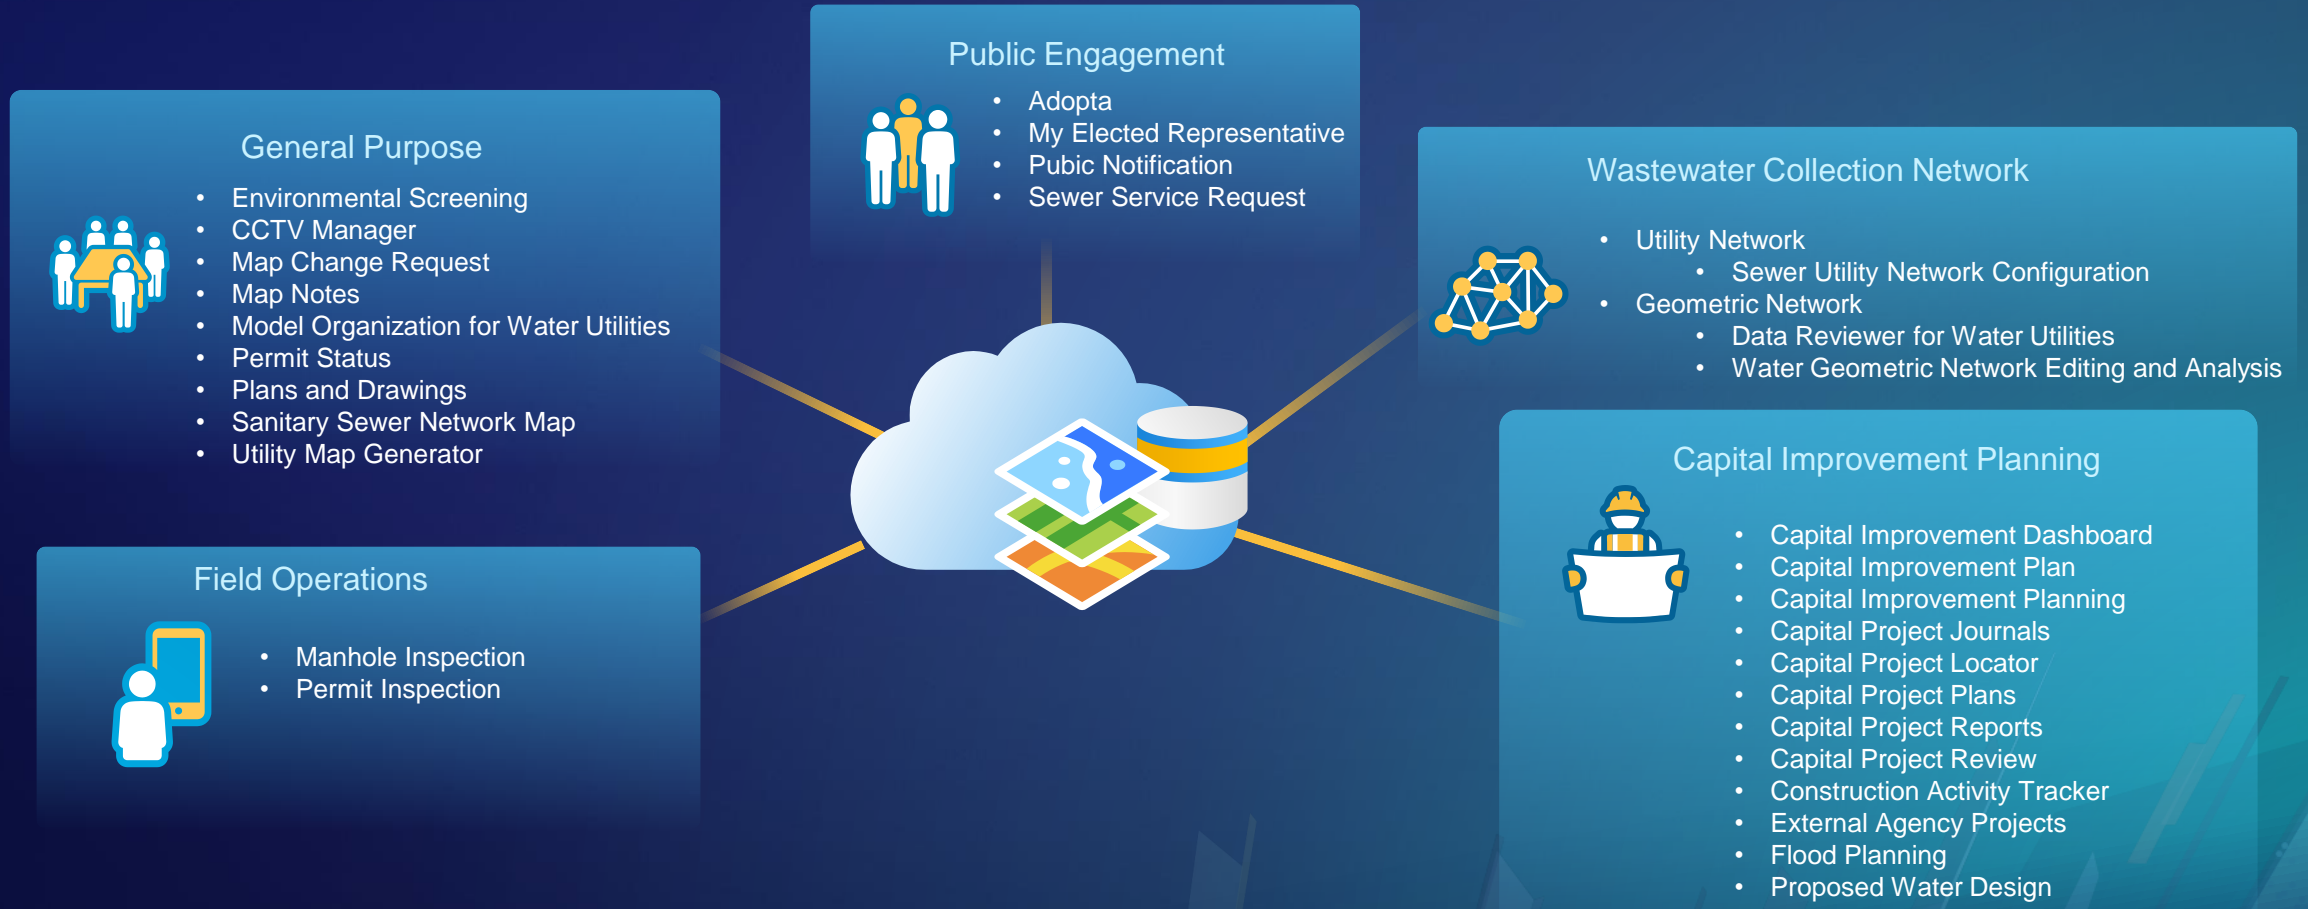 Public Engagement
• Adopta
• My Elected Representative
• Pubic Notification
• Sewer Service Request
General Purpose
• Environmental Screening
• CCTV Manager
• Map Change Request
• Map Notes
• Model Organization for Water Utilities
• Permit Status
• Plans and Drawings
• Sanitary Sewer Network Map
• Utility Map Generator
Wastewater Collection Network
• Utility Network
• Sewer Utility Network Configuration
• Geometric Network
• Data Reviewer for Water Utilities
• Water Geometric Network Editing and Analysis
Field Operations
• Manhole Inspection
• Permit Inspection
Capital Improvement Planning
• Capital Improvement Dashboard
• Capital Improvement Plan
• Capital Improvement Planning
• Capital Project Journals
• Capital Project Locator
• Capital Project Plans
• Capital Project Reports
• Capital Project Review
• Construction Activity Tracker
• External Agency Projects
• Flood Planning
• Proposed Water Design